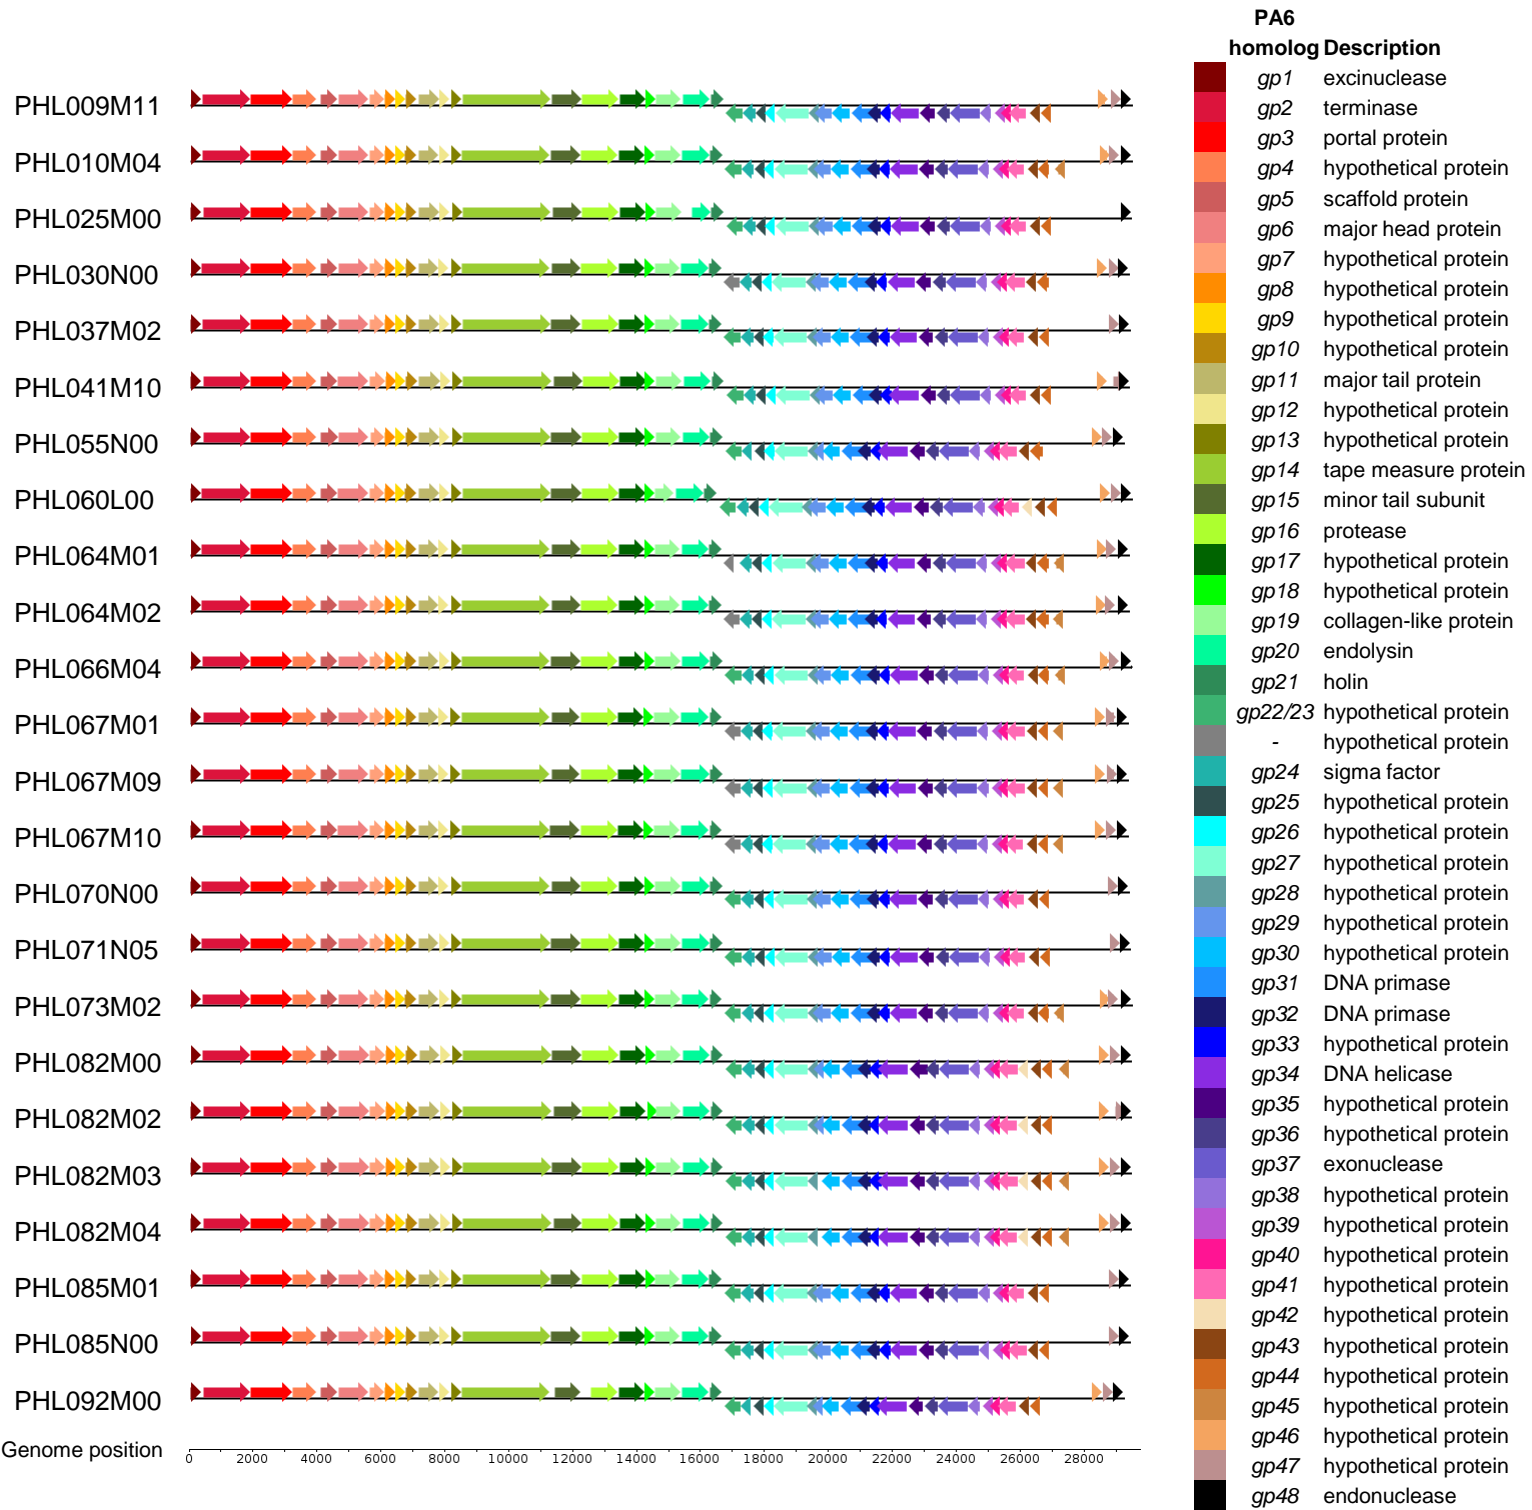 PA6
homolog Description
gp1 excinuclease
gp2 terminase
gp3 portal protein
gp4 hypothetical protein
gp5 scaffold protein
gp6 major head protein
gp7 hypothetical protein
gp8 hypothetical protein
gp9 hypothetical protein
gp10 hypothetical protein
gp11 major tail protein
gp12 hypothetical protein
gp13 hypothetical protein
gp14 tape measure protein
gp15 minor tail subunit
gp16 protease
gp17 hypothetical protein
gp18 hypothetical protein
gp19 collagen-like protein
gp20 endolysin
gp21 holin
gp22/23 hypothetical protein
- hypothetical protein
gp24 sigma factor
gp25 hypothetical protein
gp26 hypothetical protein
gp27 hypothetical protein
gp28 hypothetical protein
gp29 hypothetical protein
gp30 hypothetical protein
gp31 DNA primase
gp32 DNA primase
gp33 hypothetical protein
gp34 DNA helicase
gp35 hypothetical protein
gp36 hypothetical protein
gp37 exonuclease
gp38 hypothetical protein
gp39 hypothetical protein
gp40 hypothetical protein
gp41 hypothetical protein
gp42 hypothetical protein
gp43 hypothetical protein
gp44 hypothetical protein
gp45 hypothetical protein
gp46 hypothetical protein
gp47 hypothetical protein
gp48 endonuclease
PHL009M11
PHL010M04
PHL025M00
PHL030N00
PHL037M02
PHL041M10
PHL055N00
PHL060L00
PHL064M01
PHL064M02
PHL066M04
PHL067M01
PHL067M09
PHL067M10
PHL070N00
PHL071N05
PHL073M02
PHL082M00
PHL082M02
PHL082M03
PHL082M04
PHL085M01
PHL085N00
PHL092M00
Genome position 0 2000 4000 6000 8000 10000 12000 14000 16000 18000 20000 22000 24000 26000 28000